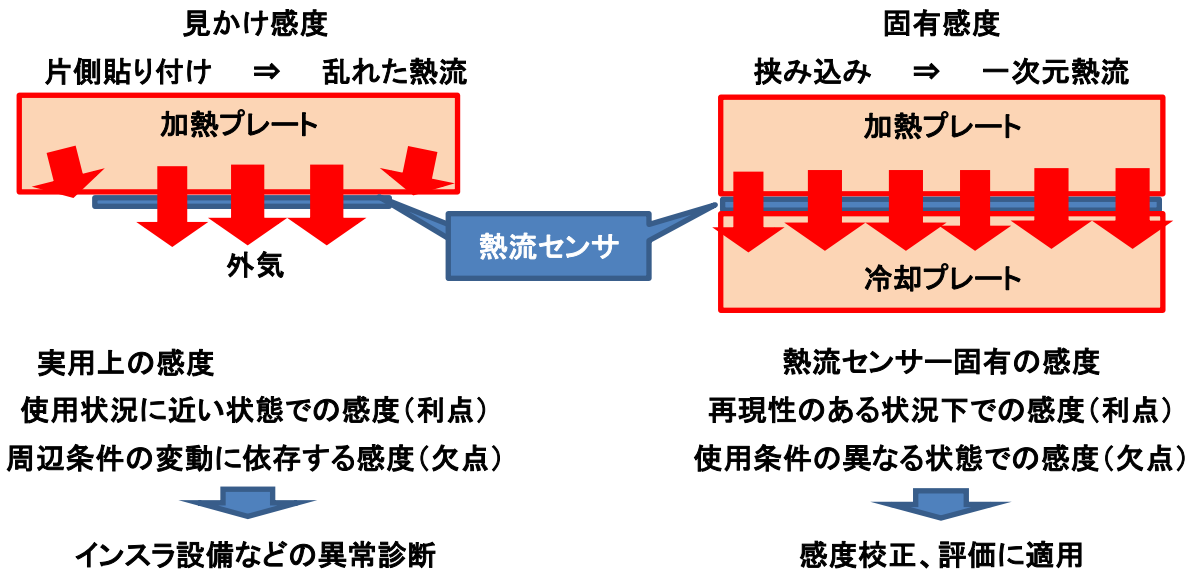 見かけ感度
片側貼り付け ⇒ 乱れた熱流
加熱プレート
外気
熱流センサ
固有感度
挟み込み ⇒ 一次元熱流
加熱プレート
冷却プレート
実用上の感度
使用状況に近い状態での感度(利点)
周辺条件の変動に依存する感度(欠点)
インスラ設備などの異常診断
熱流センサー固有の感度
再現性のある状況下での感度(利点)
使用条件の異なる状態での感度(欠点)
感度校正、評価に適用